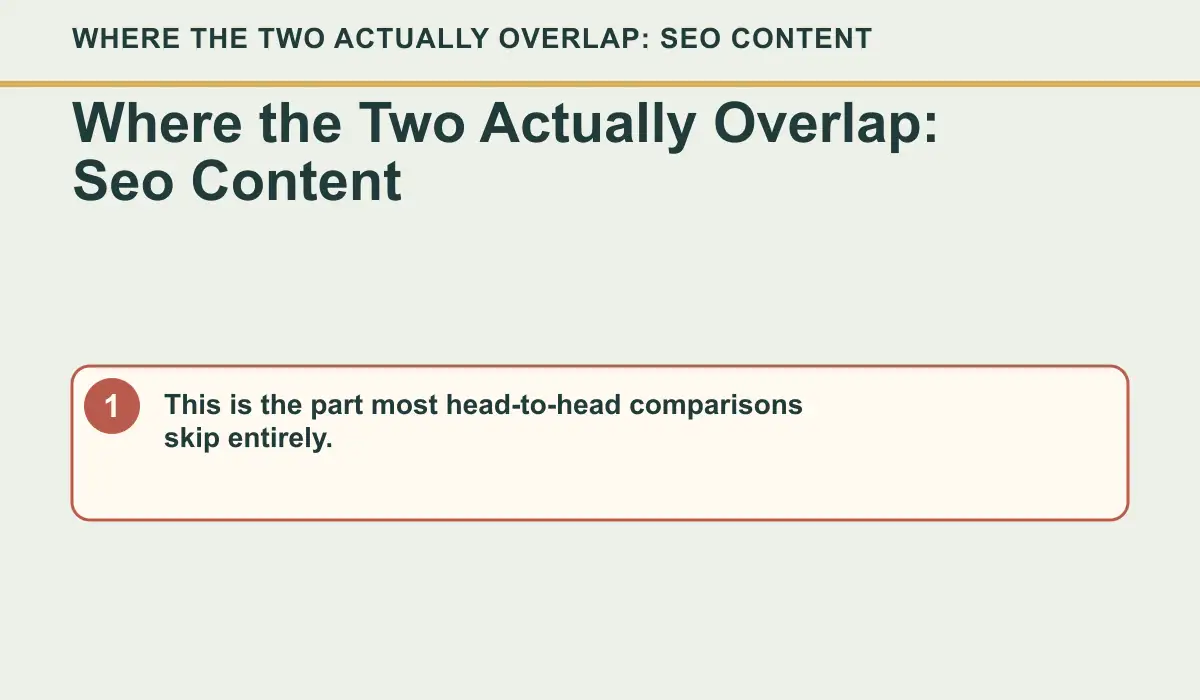 WHERE THE TWO ACTUALLY OVERLAP: SEO CONTENT
Where the Two Actually Overlap:
Seo Content
1
This is the part most head-to-head comparisons
skip entirely.